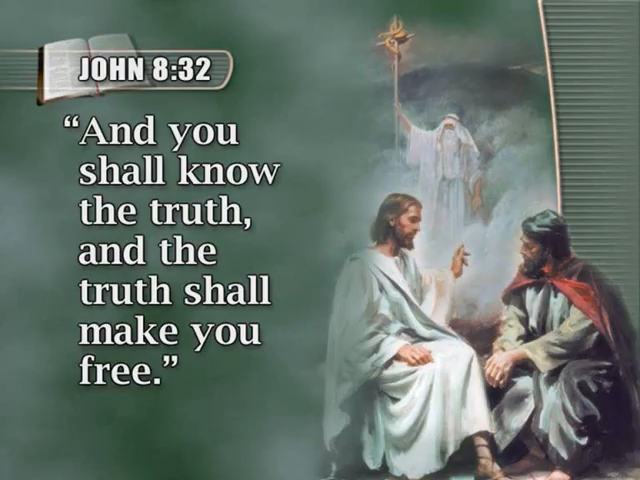 JOHN 8:32
“And you
shall know
the truth,
and the
truth shall
make you
free.”